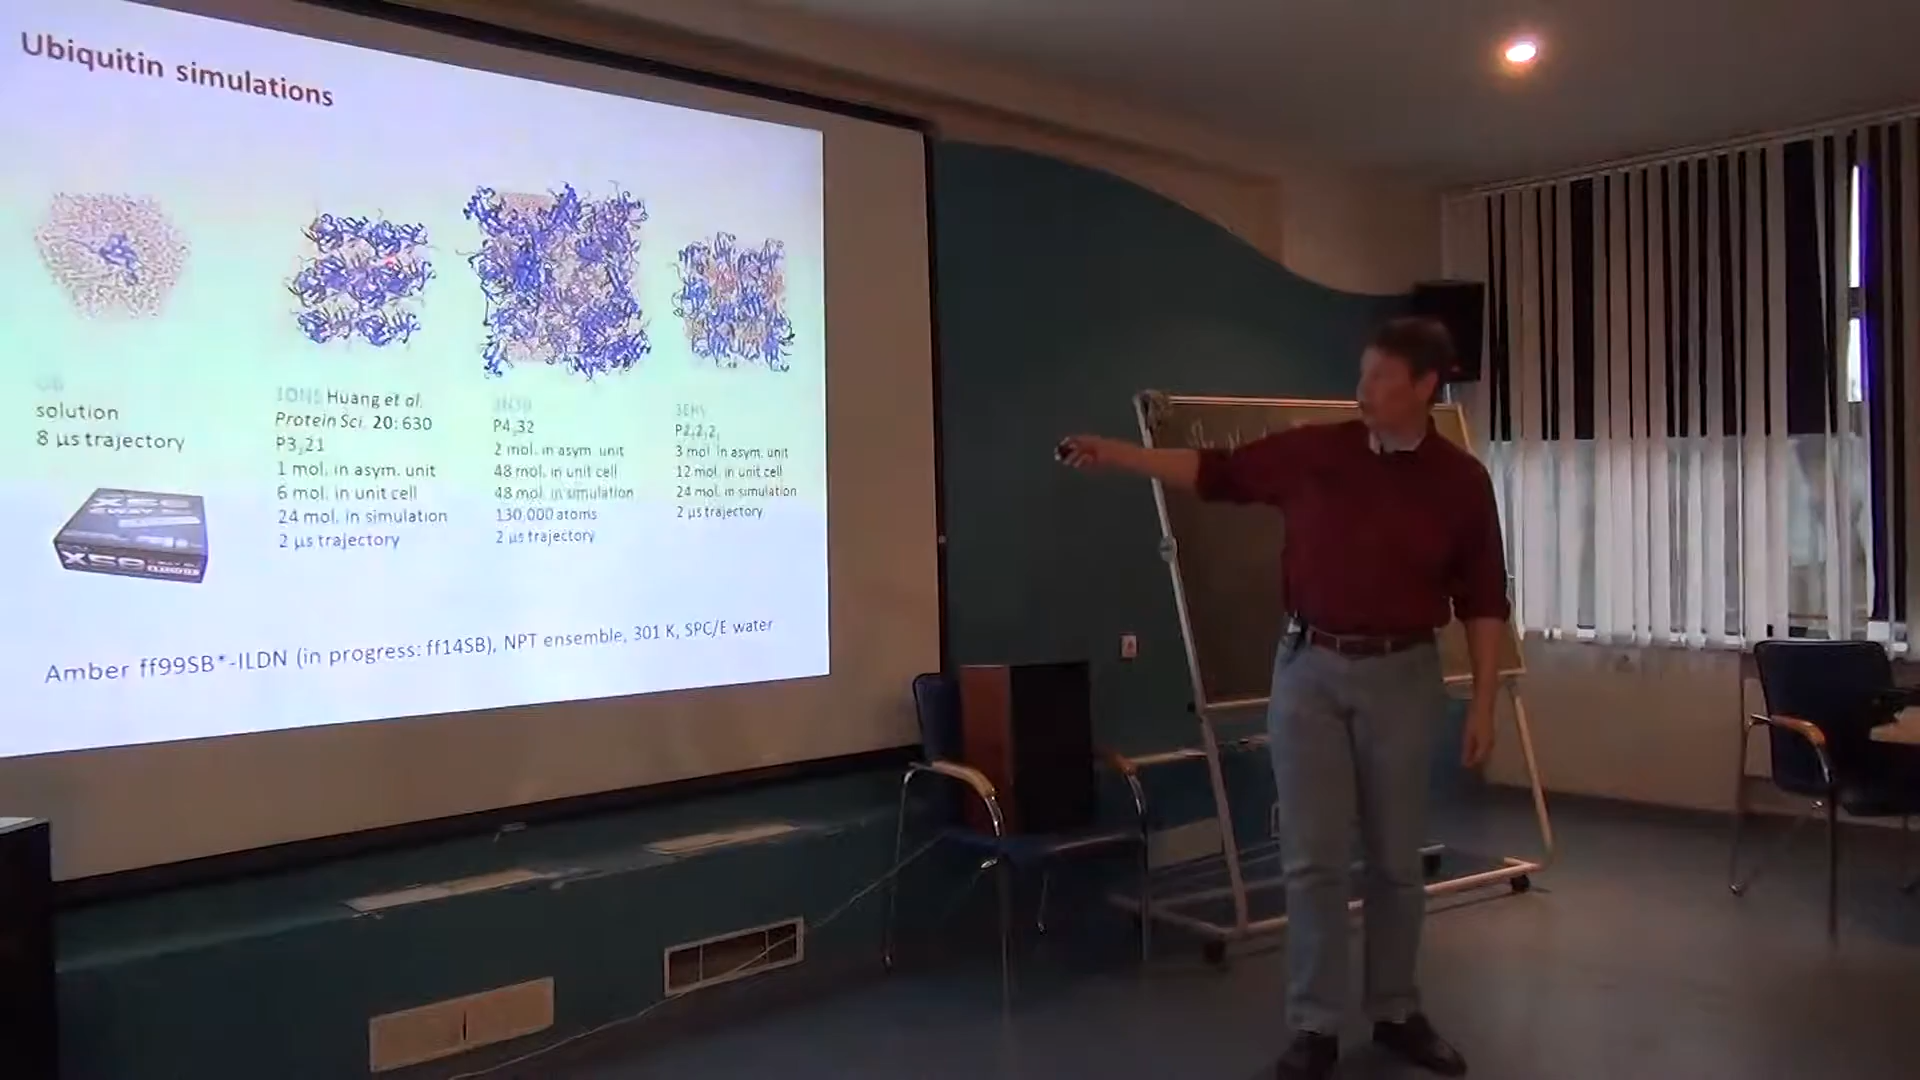 Ubiquitin simulations
solution
8 μs trajectory
Huang et al.
Protein Sci. 20: 630
P3₂21
1 mol. in asym. unit
6 mol. in unit cell
24 mol. in simulation
2 μs trajectory
P4₃32
2 mol. in asym. unit
48 mol. in unit cell
48 mol. in simulation
130,000 atoms
2 μs trajectory
3EHV
P2₁2₁2₁
3 mol. in asym. unit
12 mol. in unit cell
24 mol. in simulation
2 μs trajectory
Amber ff99SB*-ILDN (in progress: ff14SB), NPT ensemble, 301 K, SPC/E water